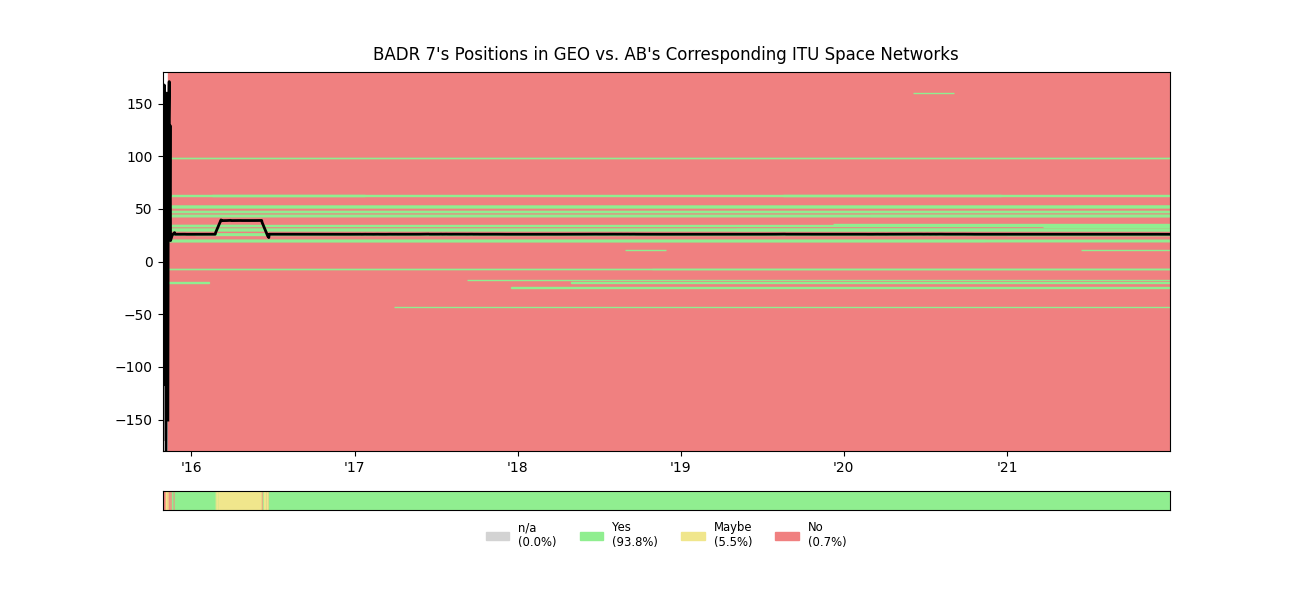 BADR 7's Positions in GEO vs. AB's Corresponding ITU Space Networks
150
100
50
0
−50
−100
−150
'16 '17 '18 '19 '20 '21
n/a Yes Maybe No
(0.0%) (93.8%) (5.5%) (0.7%)